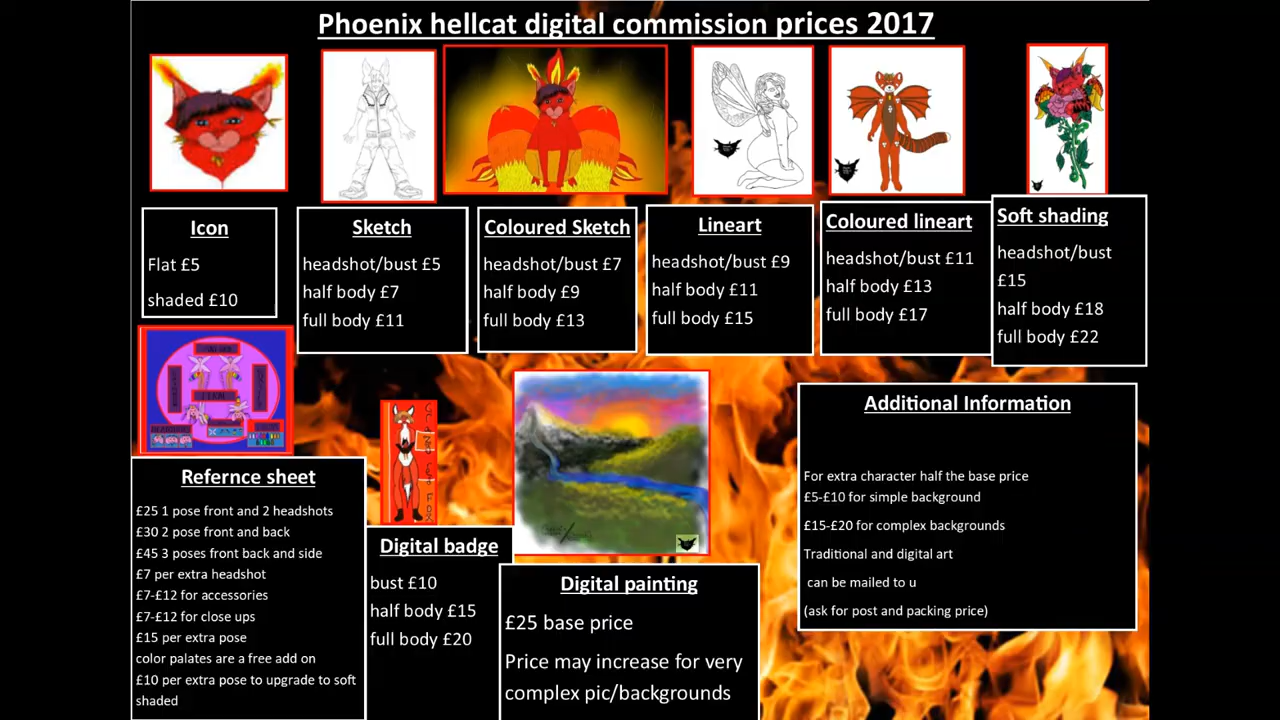 Phoenix hellcat digital commission prices 2017
Icon
Flat £5
shaded £10
Sketch
headshot/bust £5
half body £7
full body £11
Coloured Sketch
headshot/bust £7
half body £9
full body £13
Lineart
headshot/bust £9
half body £11
full body £15
Coloured lineart
headshot/bust £11
half body £13
full body £17
Soft shading
headshot/bust
£15
half body £18
full body £22
Refernce sheet
£25 1 pose front and 2 headshots
£30 2 pose front and back
£45 3 poses front back and side
£7 per extra headshot
£7-£12 for accessories
£7-£12 for close ups
£15 per extra pose
color palates are a free add on
£10 per extra pose to upgrade to soft
shaded
Digital badge
bust £10
half body £15
full body £20
Digital painting
£25 base price
Price may increase for very
complex pic/backgrounds
Additional Information
For extra character half the base price
£5-£10 for simple background
£15-£20 for complex backgrounds
Traditional and digital art
can be mailed to u
(ask for post and packing price)